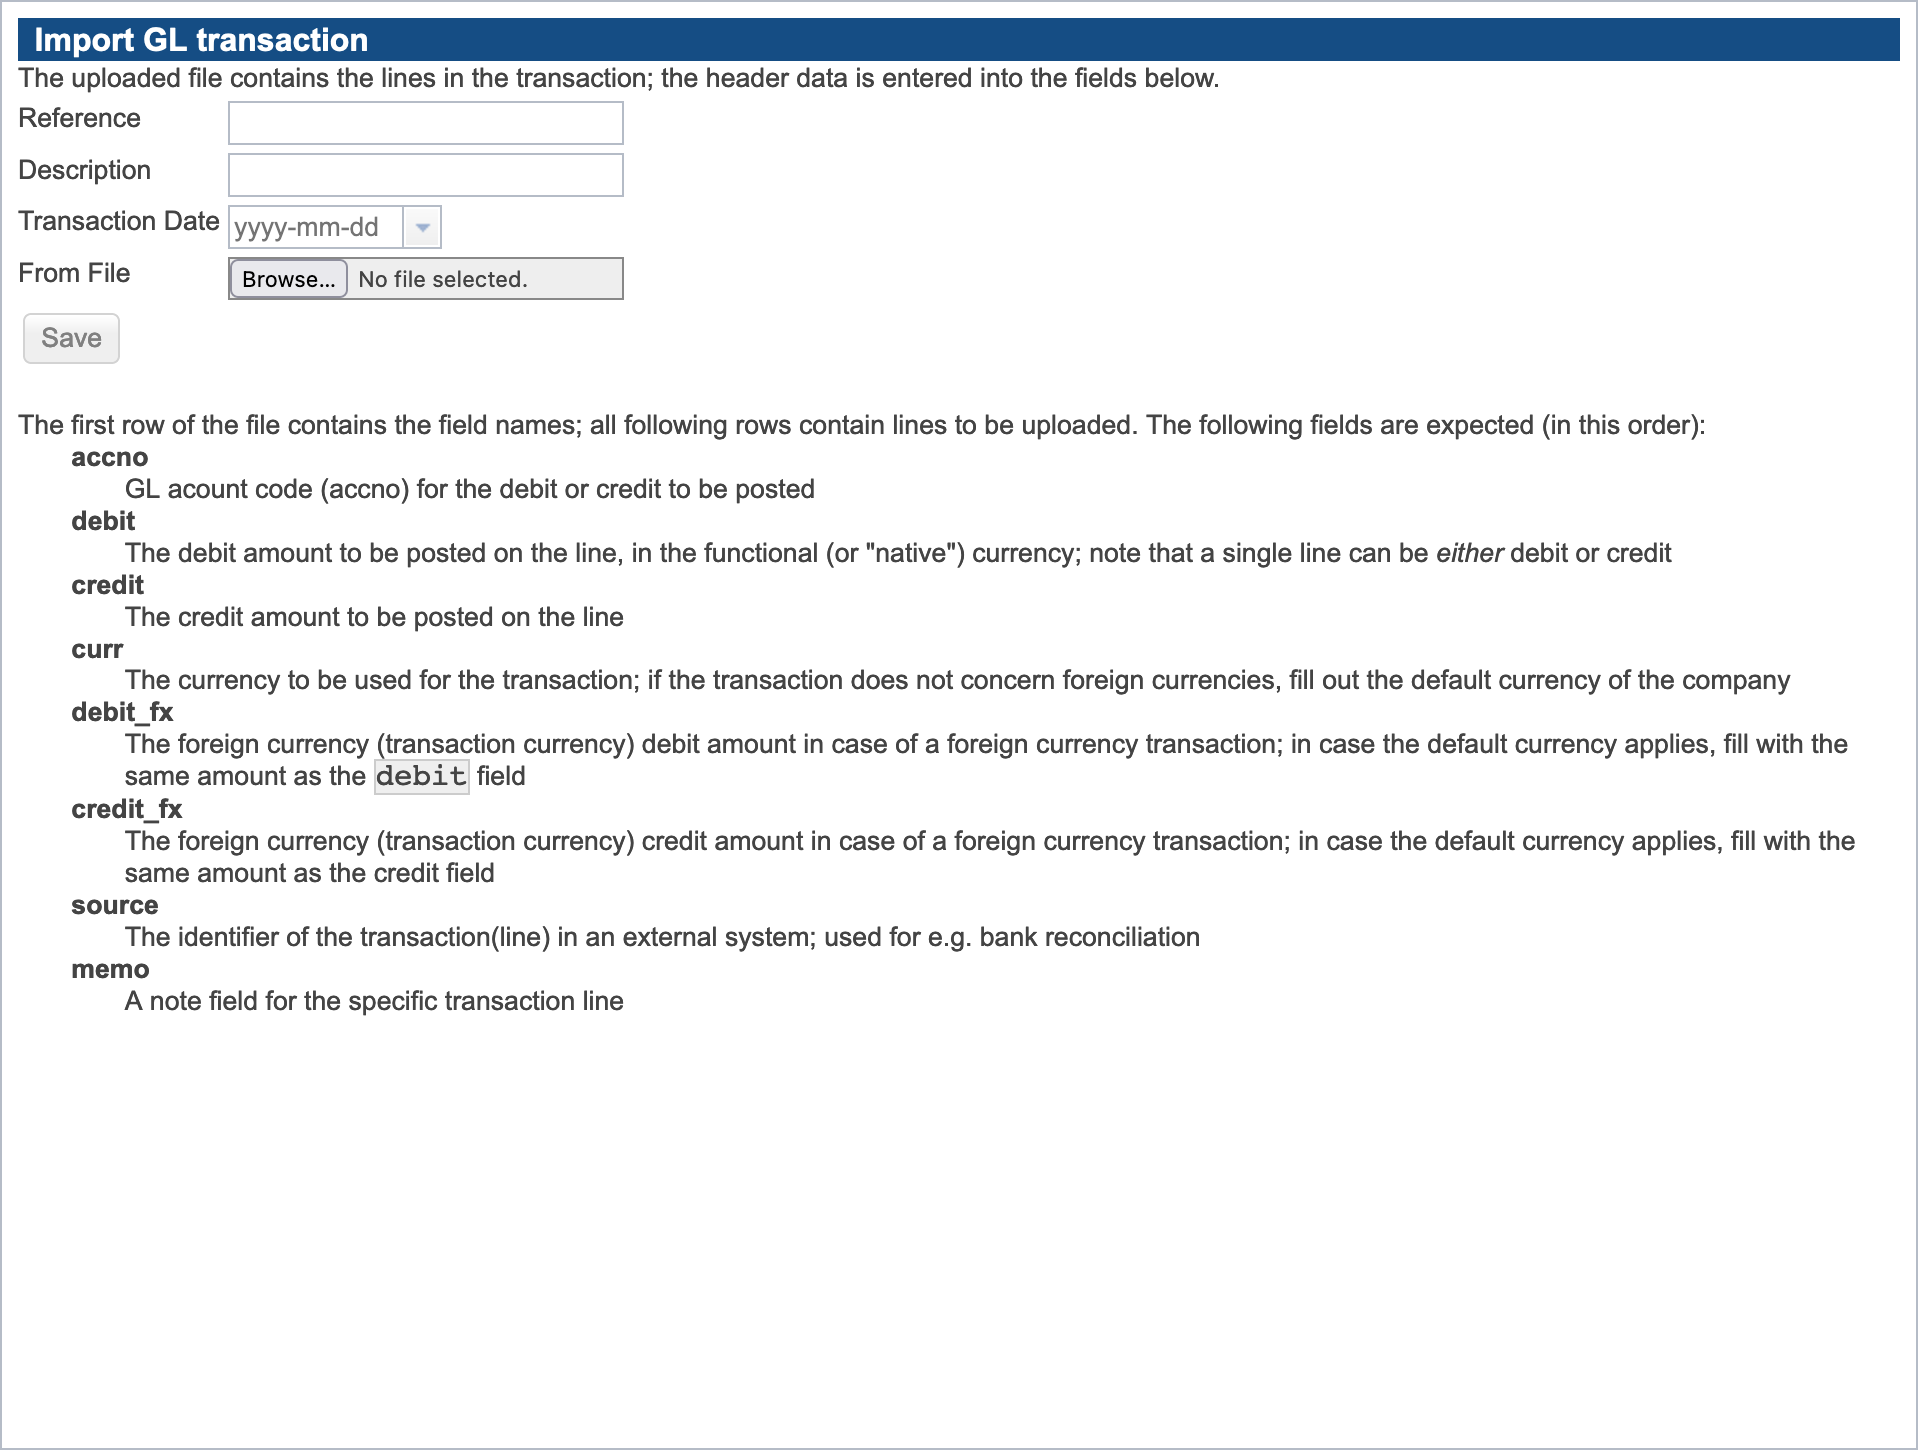 Import GL transaction
The uploaded file contains the lines in the transaction; the header data is entered into the fields below.
Reference
Description
Transaction Date yyyy-mm-dd
From File Browse... No file selected.
Save
The first row of the file contains the field names; all following rows contain lines to be uploaded. The following fields are expected (in this order):
accno
GL acount code (accno) for the debit or credit to be posted
debit
The debit amount to be posted on the line, in the functional (or "native") currency; note that a single line can be either debit or credit
credit
The credit amount to be posted on the line
curr
The currency to be used for the transaction; if the transaction does not concern foreign currencies, fill out the default currency of the company
debit_fx
The foreign currency (transaction currency) debit amount in case of a foreign currency transaction; in case the default currency applies, fill with the
same amount as the debit field
credit_fx
The foreign currency (transaction currency) credit amount in case of a foreign currency transaction; in case the default currency applies, fill with the
same amount as the credit field
source
The identifier of the transaction(line) in an external system; used for e.g. bank reconciliation
memo
A note field for the specific transaction line